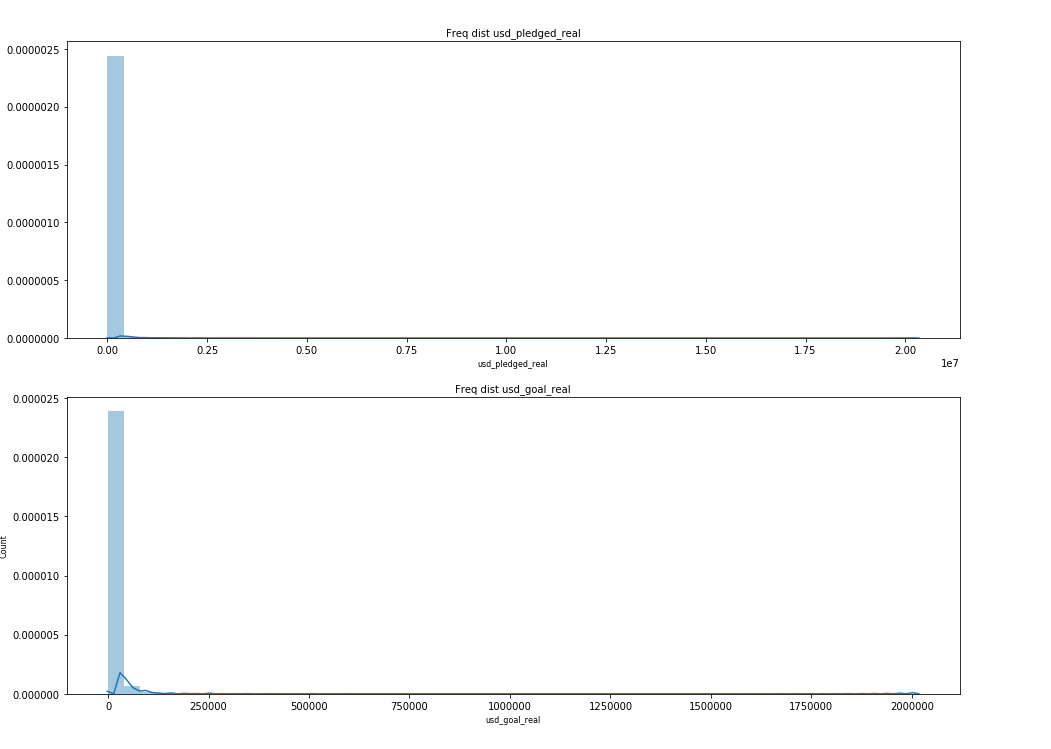 Freq dist usd_pledged_real
0.0000025
0.0000020
0.0000015
0.0000010
0.0000005
0.0000000
0.00 0.25 0.50 0.75 1.00 1.25 1.50 1.75 2.00
1e7
usd_pledged_real
Freq dist usd_goal_real
0.000025
0.000020
0.000015
0.000010
0.000005
0.000000
Count
0 250000 500000 750000 1000000 1250000 1500000 1750000 2000000
usd_goal_real